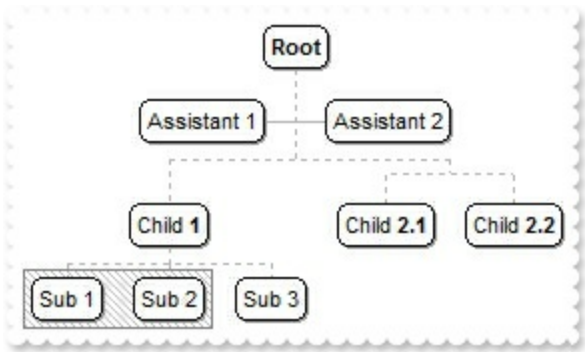 Root
Assistant 1 Assistant 2
Child 1 Child 2.1 Child 2.2
Sub 1 Sub 2 Sub 3